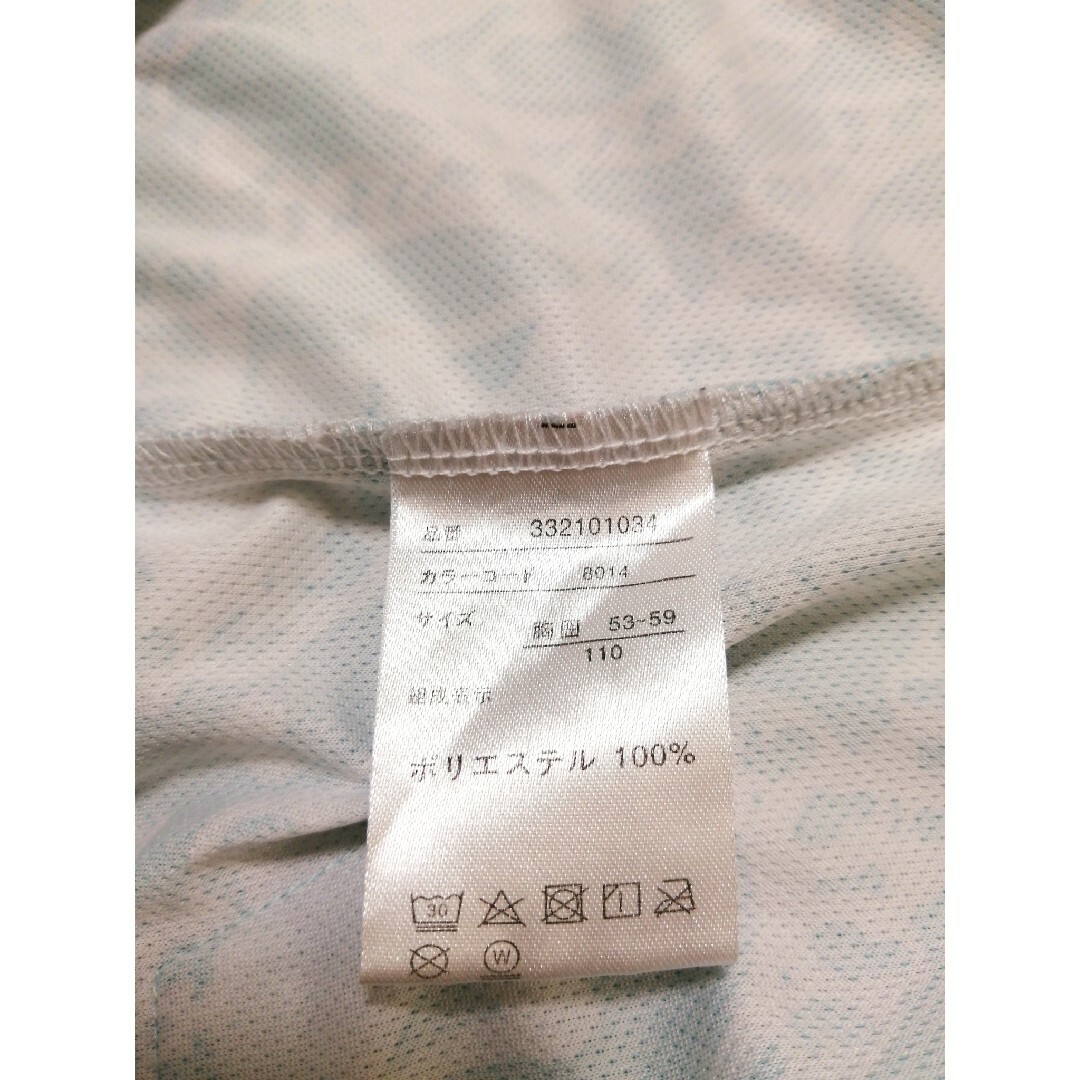 品番 332101034
カラーコード 8014
サイズ 胸囲 53-59
110
組成表示
ポリエステル 100%
30
W